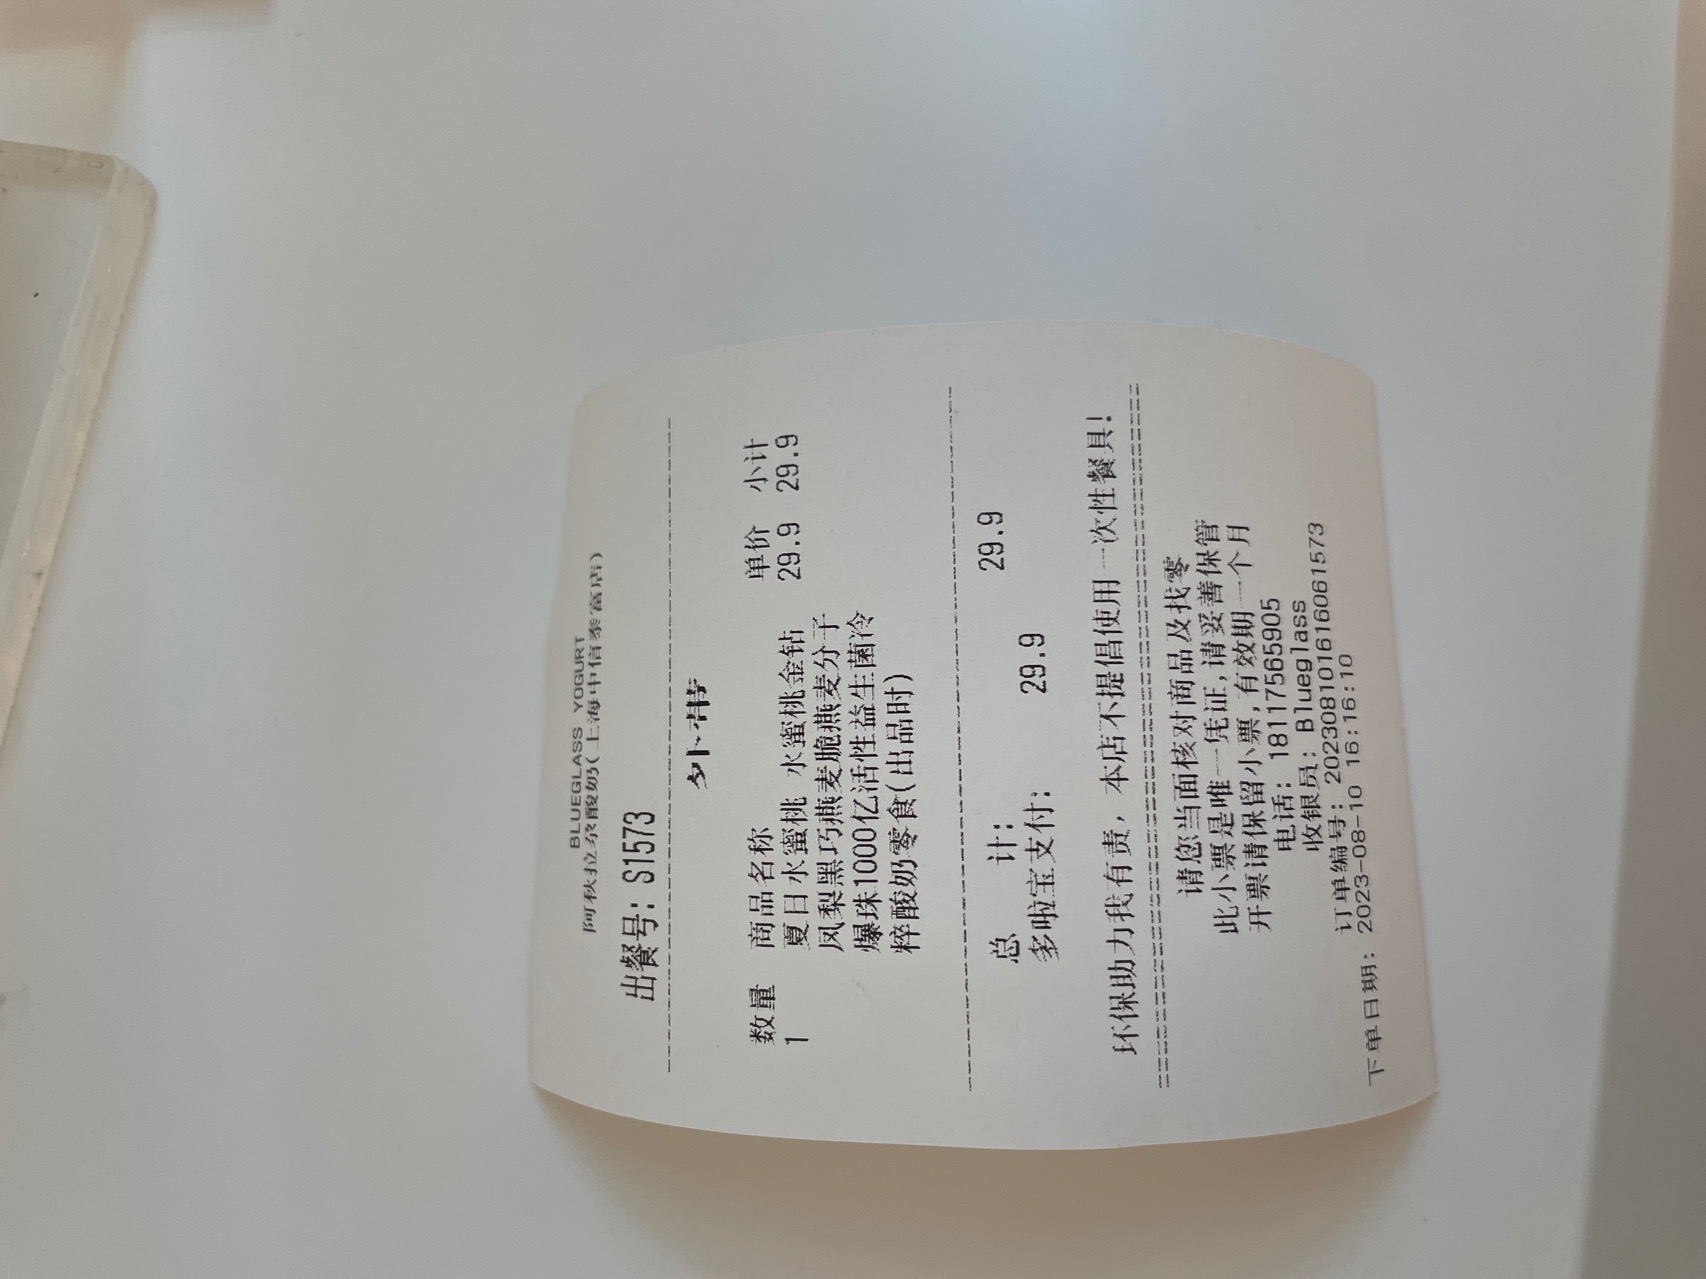 BLUEGLASS YOGURT
阿秋拉尕酸奶(上海中信泰富店)
出餐号: S1573
外带
数量 商品名称 单价 小计
1 夏日水蜜桃 水蜜桃金钻 29.9 29.9
凤梨黑巧燕麦脆燕麦分子
爆珠1000亿活性益生菌冷
粹酸奶零食(出品时)
总 计: 29.9
多啦宝支付: 29.9
环保助力我有责, 本店不提倡使用一次性餐具!
请您当面核对商品及找零
此小票是唯一凭证,请妥善保管
开票请保留小票,有效期一个月
电话: 18117565905
收银员: Blueglass
订单编号: 20230810161606​1573
下单日期: 2023-08-10 16:16:10